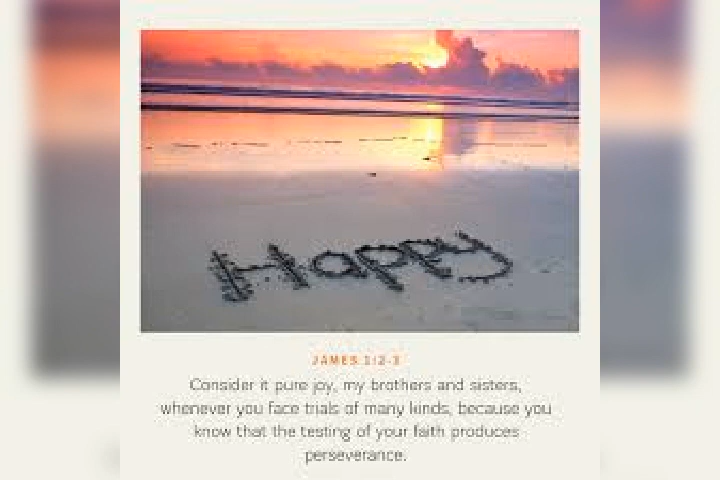 Happy
JAMES 1:2-3
Consider it pure joy, my brothers and sisters,
whenever you face trials of many kinds, because you
know that the testing of your faith produces
perseverance.